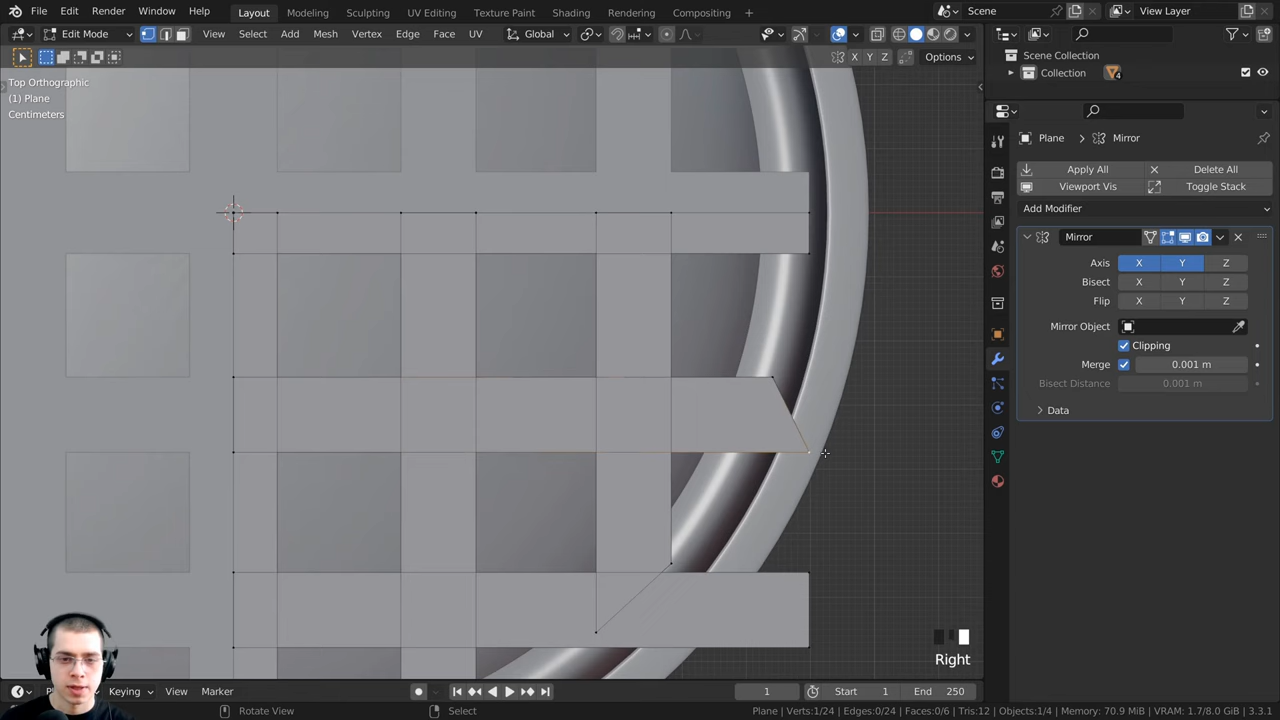 File Edit Render Window Help Layout Modeling Sculpting UV Editing Texture Paint Shading Rendering Compositing Scene View Layer
Edit Mode View Select Add Mesh Vertex Edge Face UV Global
X Y Z Options
Top Orthographic
(1) Plane
Centimeters
Right
Scene Collection
Collection 4
Plane > Mirror
Apply All Delete All
Viewport Vis Toggle Stack
Add Modifier
Mirror
Axis X Y Z
Bisect X Y Z
Flip X Y Z
Mirror Object
Clipping
Merge 0.001 m
Bisect Distance 0.001 m
Data
Keying View Marker 1 Start 1 End 250
Rotate View Select Plane | Verts:1/24 | Edges:0/24 | Faces:0/6 | Tris:12 | Objects:1/4 | Memory: 70.9 MiB | VRAM: 1.7/8.0 GiB | 3.3.1